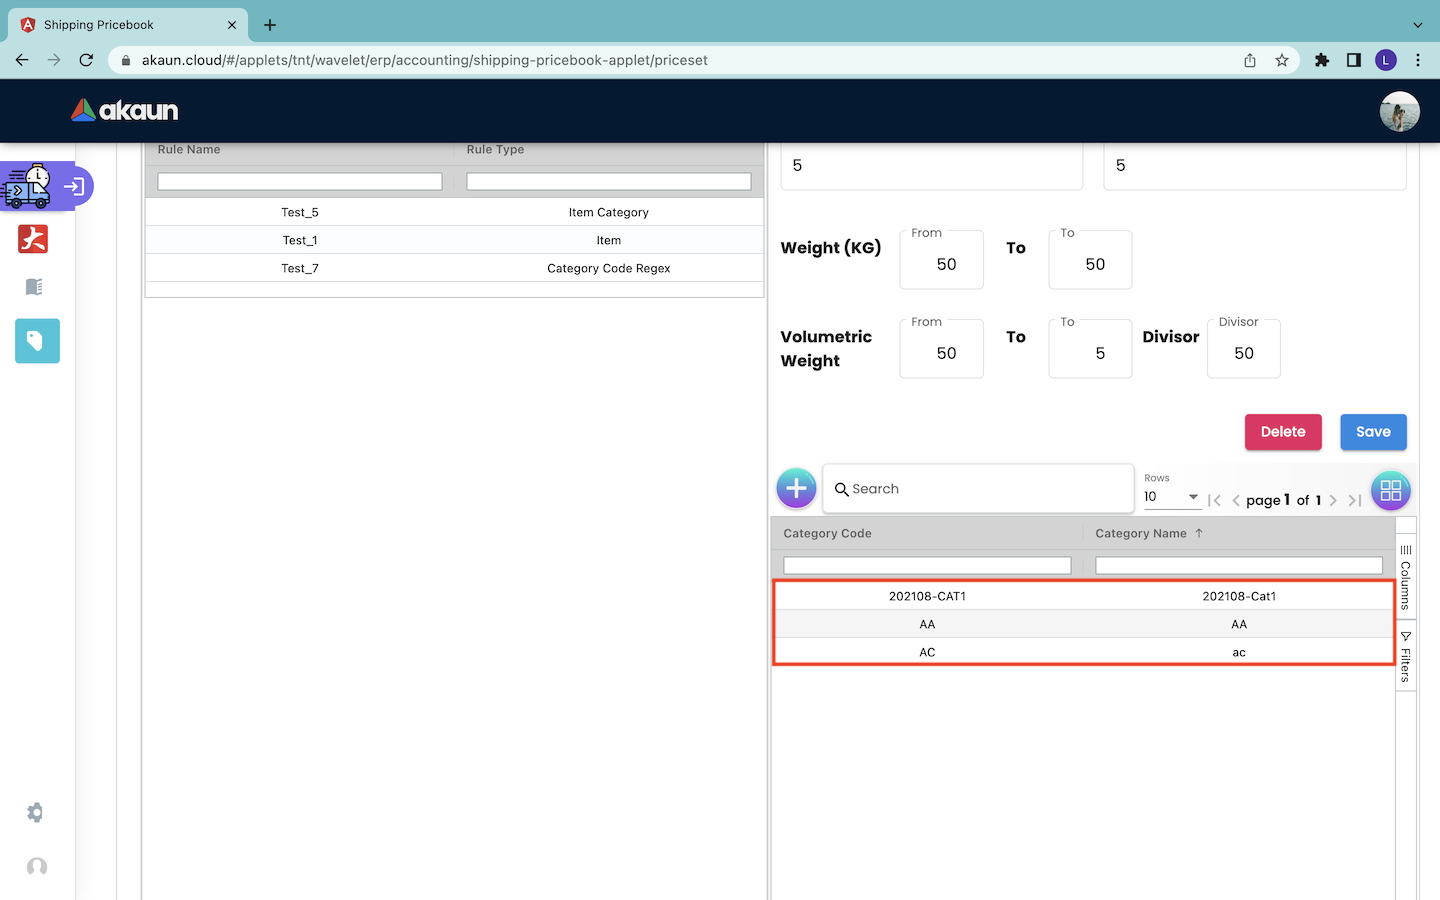 Shipping Pricebook
akaun.cloud/#/applets/tnt/wavelet/erp/accounting/shipping-pricebook-applet/priceset
L
akaun
Rule Name Rule Type
Test_5 Item Category
Test_1 Item
Test_7 Category Code Regex
5 5
Weight (KG) From 50 To To 50
Volumetric Weight From 50 To To 5 Divisor Divisor 50
Delete Save
Search Rows 10 page 1 of 1
Category Code Category Name ↑
202108-CAT1 202108-Cat1
AA AA
AC ac
Columns
Filters